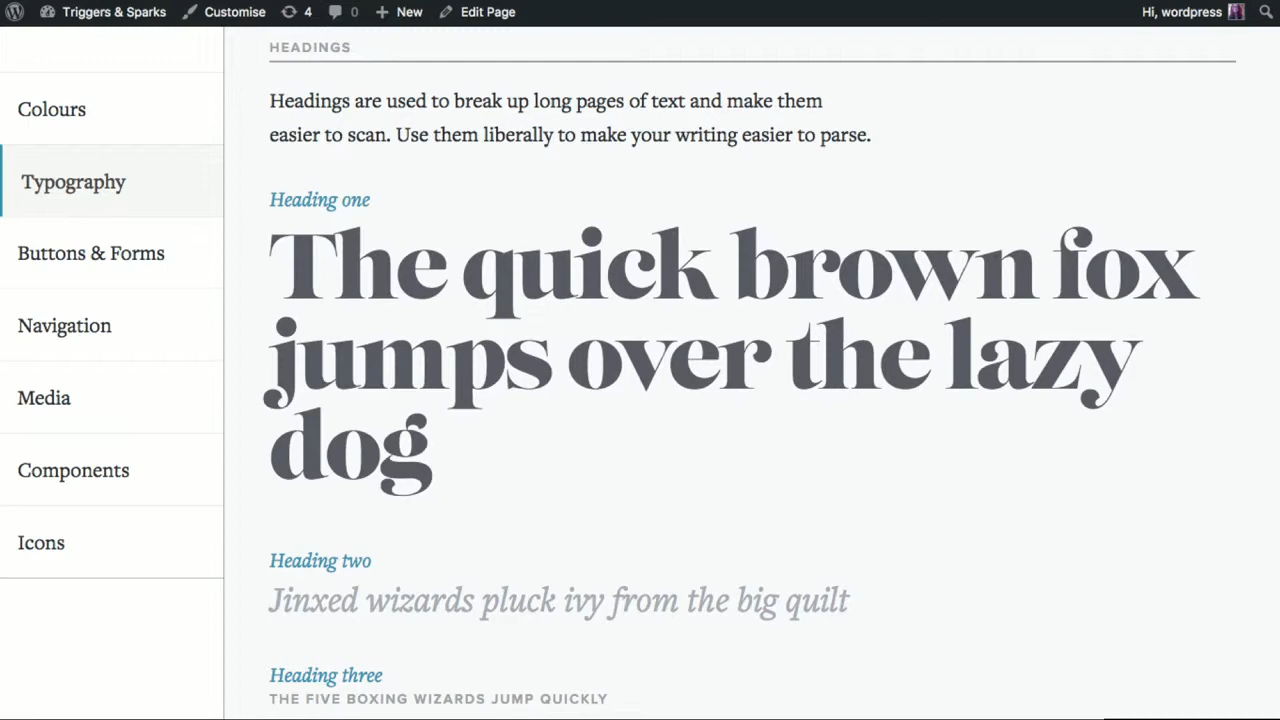 Triggers & Sparks Customise 4 0 New Edit Page Hi, wordpress
Colours
Typography
Buttons & Forms
Navigation
Media
Components
Icons
HEADINGS
Headings are used to break up long pages of text and make them
easier to scan. Use them liberally to make your writing easier to parse.
Heading one
The quick brown fox
jumps over the lazy
dog
Heading two
Jinxed wizards pluck ivy from the big quilt
Heading three
THE FIVE BOXING WIZARDS JUMP QUICKLY